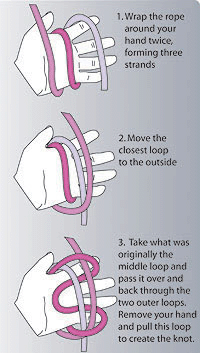 1. Wrap the rope
around your
hand twice,
forming three
strands
2. Move the
closest loop
to the outside
3. Take what was
originally the
middle loop and
pass it over and
back through the
two outer loops.
Remove your hand
and pull this loop
to create the knot.